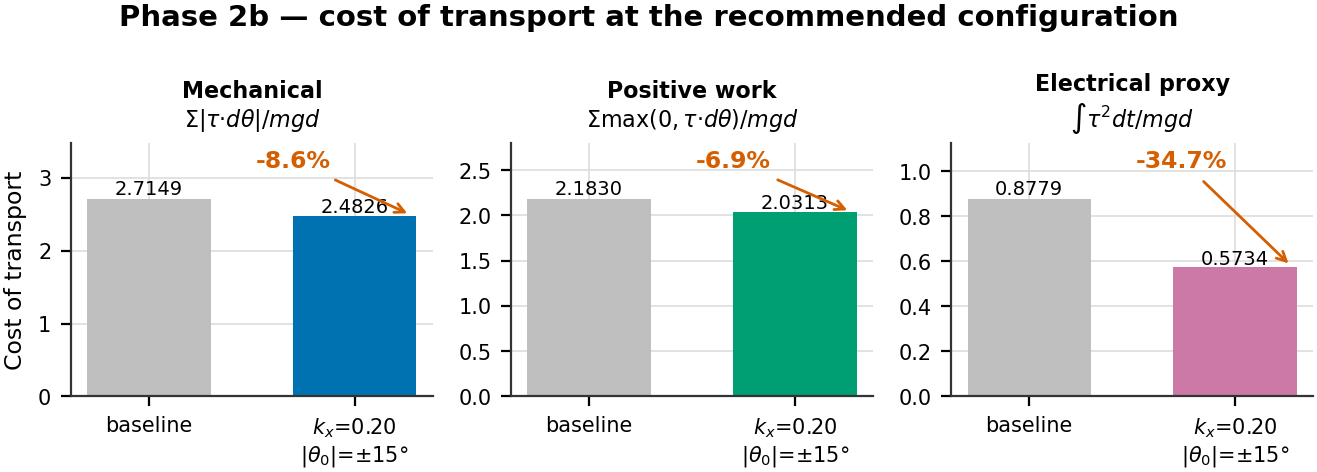 Phase 2b — cost of transport at the recommended configuration
Mechanical
Σ|τ·dθ|/mgd
Cost of transport
3
2
1
0
-8.6%
2.7149
2.4826
baseline
kₓ=0.20
|θ₀|=±15°
Positive work
Σmax(0, τ·dθ)/mgd
2.5
2.0
1.5
1.0
0.5
0.0
-6.9%
2.1830
2.0313
baseline
kₓ=0.20
|θ₀|=±15°
Electrical proxy
∫τ²dt/mgd
1.0
0.8
0.6
0.4
0.2
0.0
-34.7%
0.8779
0.5734
baseline
kₓ=0.20
|θ₀|=±15°